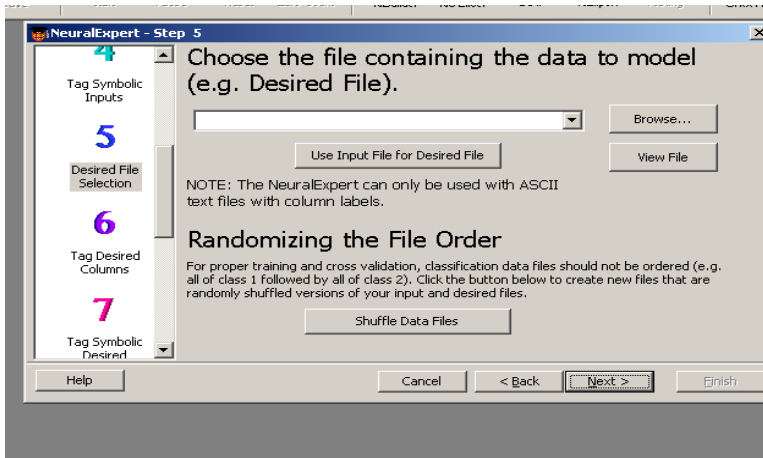 NeuralExpert - Step 5
4
Tag Symbolic
Inputs
5
Desired File
Selection
6
Tag Desired
Columns
7
Tag Symbolic
Desired
Choose the file containing the data to model
(e.g. Desired File).
Browse...
Use Input File for Desired File
View File
NOTE: The NeuralExpert can only be used with ASCII
text files with column labels.
Randomizing the File Order
For proper training and cross validation, classification data files should not be ordered (e.g.
all of class 1 followed by all of class 2). Click the button below to create new files that are
randomly shuffled versions of your input and desired files.
Shuffle Data Files
Help
Cancel
< Back
Next >
Finish